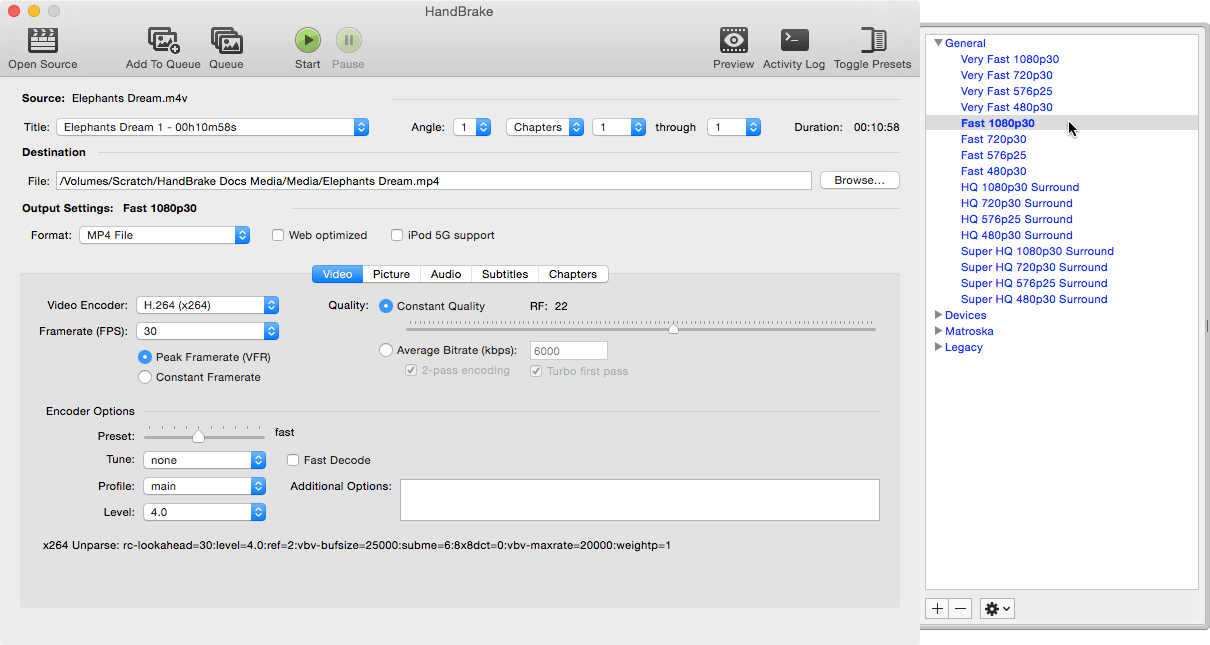 HandBrake
Open Source Add To Queue Queue Start Pause Preview Activity Log Toggle Presets
Source: Elephants Dream.m4v
Title: Elephants Dream 1 - 00h10m58s Angle: 1 Chapters 1 through 1 Duration: 00:10:58
Destination
File: /Volumes/Scratch/HandBrake Docs Media/Media/Elephants Dream.mp4 Browse...
Output Settings: Fast 1080p30
Format: MP4 File Web optimized iPod 5G support
Video Picture Audio Subtitles Chapters
Video Encoder: H.264 (x264) Quality: Constant Quality RF: 22
Framerate (FPS): 30
Peak Framerate (VFR) Average Bitrate (kbps): 6000
Constant Framerate 2-pass encoding Turbo first pass
Encoder Options
Preset: fast
Tune: none Fast Decode
Profile: main Additional Options:
Level: 4.0
x264 Unparse: rc-lookahead=30:level=4.0:ref=2:vbv-bufsize=25000:subme=6:8x8dct=0:vbv-maxrate=20000:weightp=1
General
Very Fast 1080p30
Very Fast 720p30
Very Fast 576p25
Very Fast 480p30
Fast 1080p30
Fast 720p30
Fast 576p25
Fast 480p30
HQ 1080p30 Surround
HQ 720p30 Surround
HQ 576p25 Surround
HQ 480p30 Surround
Super HQ 1080p30 Surround
Super HQ 720p30 Surround
Super HQ 576p25 Surround
Super HQ 480p30 Surround
Devices
Matroska
Legacy